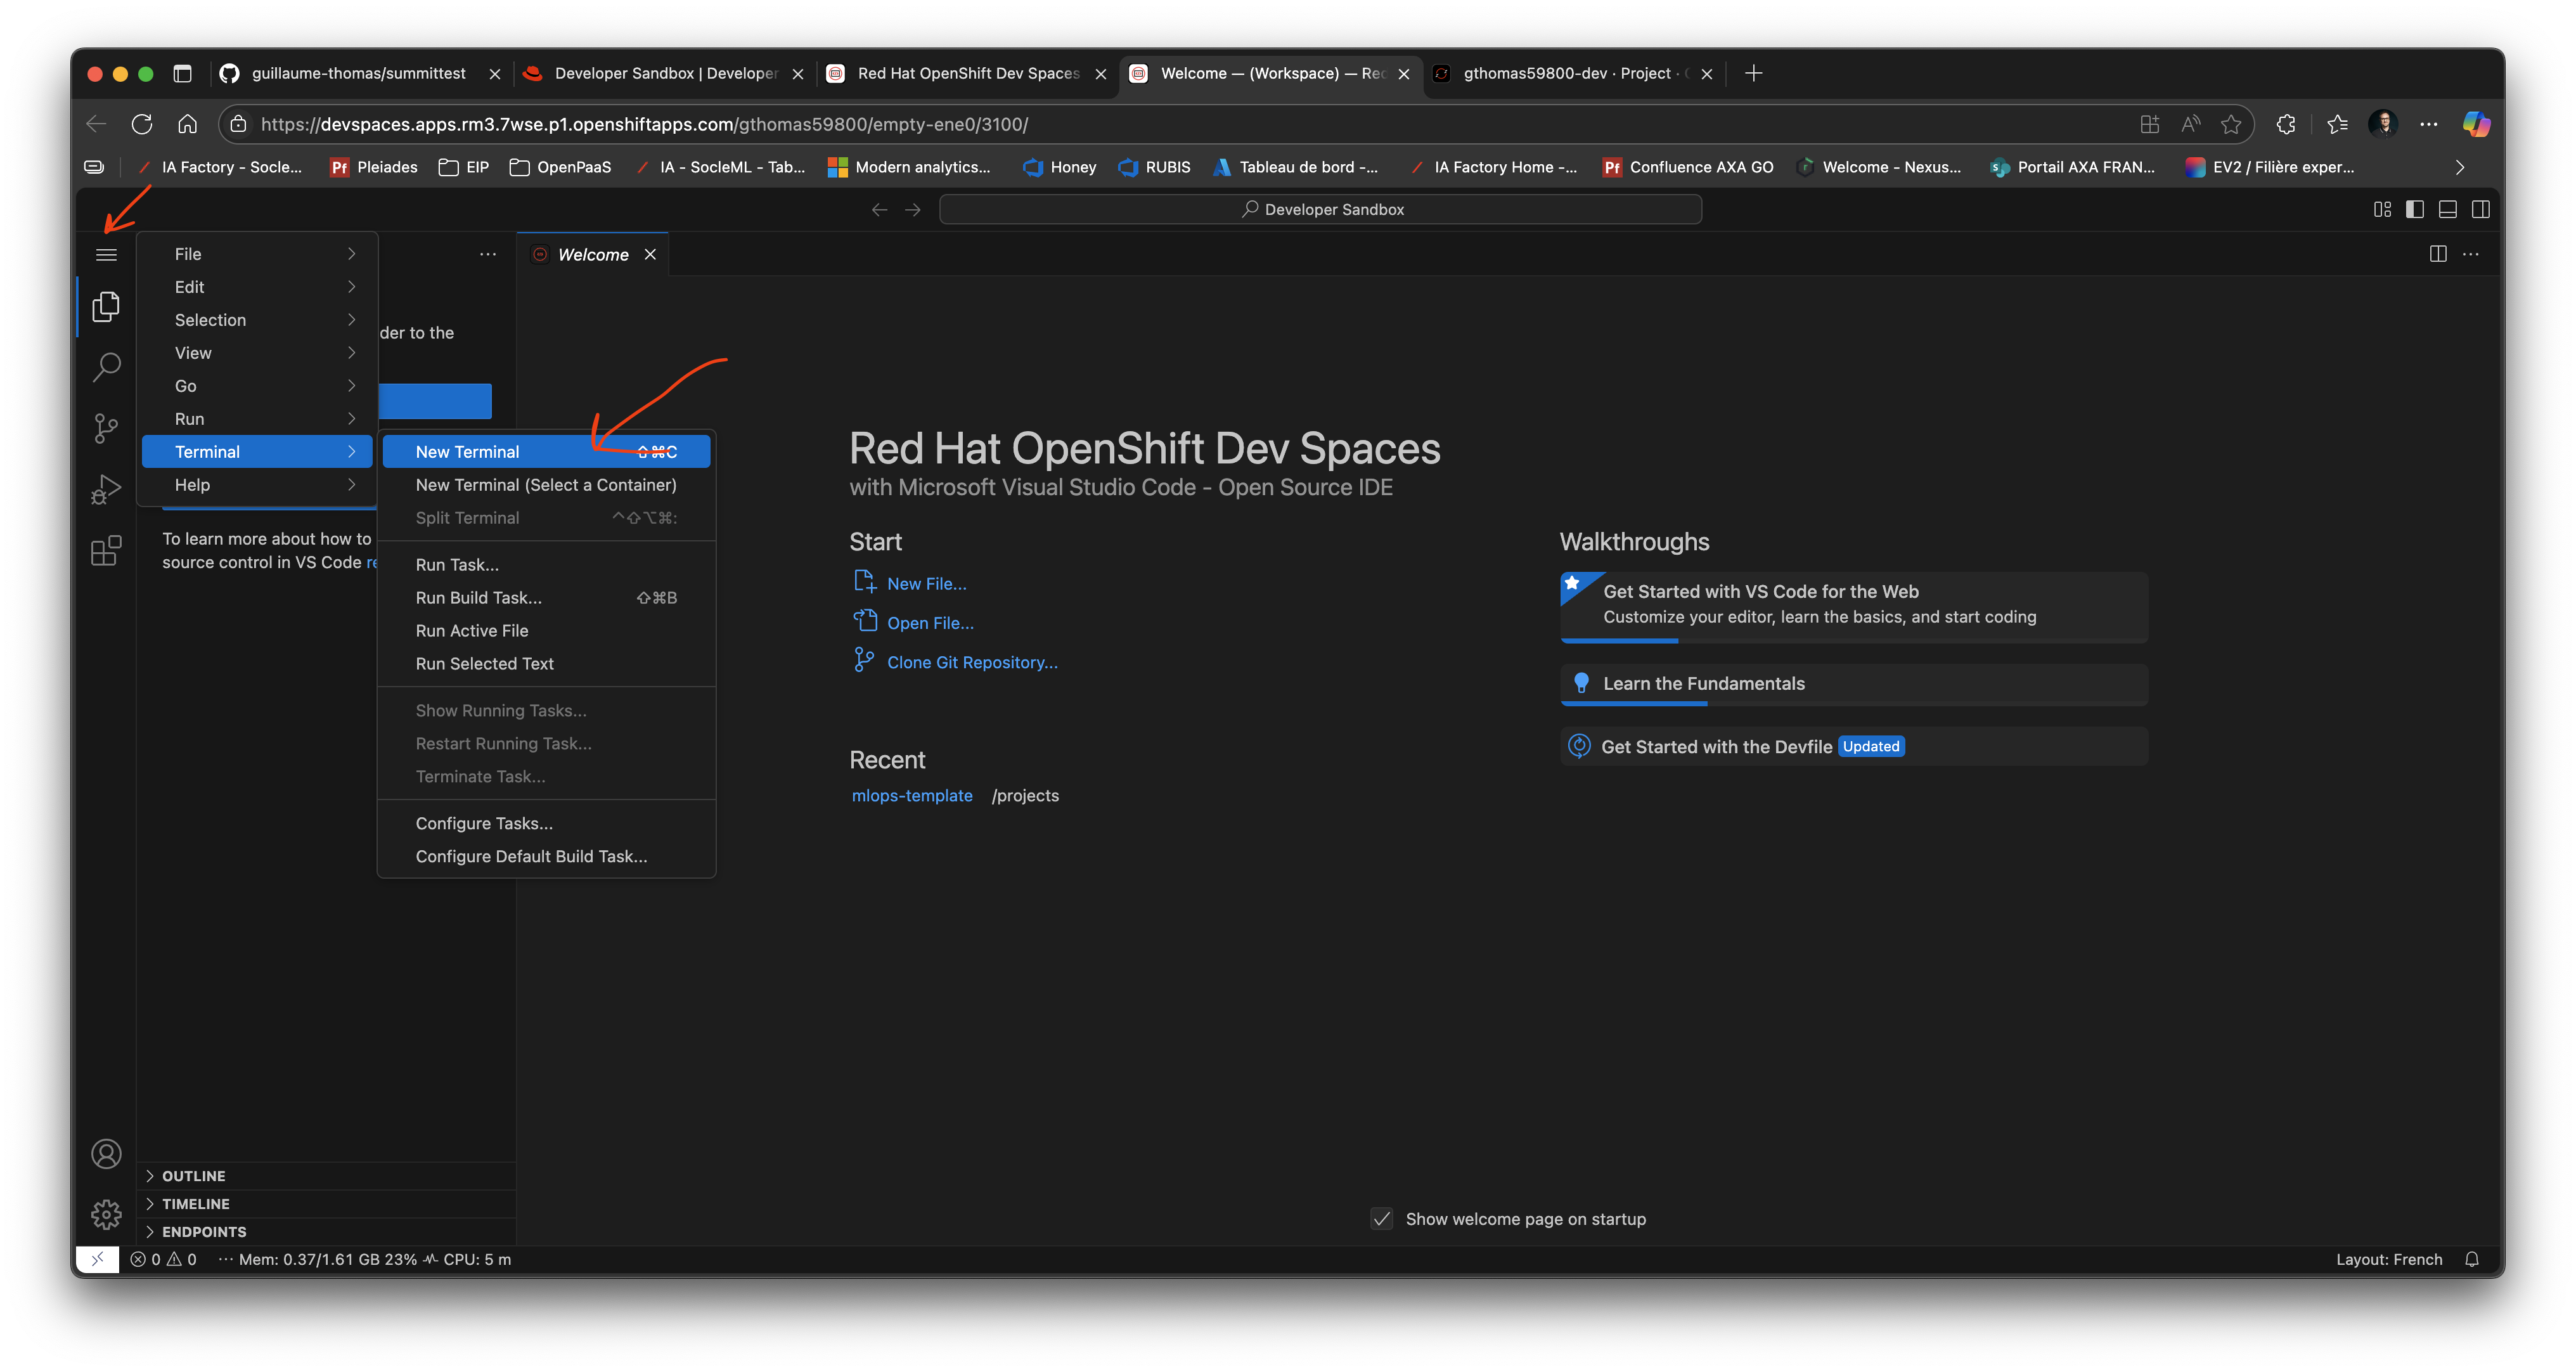 guillaume-thomas/summittest
Developer Sandbox | Developer
Red Hat OpenShift Dev Spaces
Welcome — (Workspace) — Red
gthomas59800-dev · Project ·
https://devspaces.apps.rm3.7wse.p1.openshiftapps.com/gthomas59800/empty-ene0/3100/
IA Factory - Socle...
Pf Pleiades
EIP
OpenPaaS
IA - SocleML - Tab...
Modern analytics...
Honey
RUBIS
Tableau de bord -...
IA Factory Home -...
Pf Confluence AXA GO
Welcome - Nexus...
Portail AXA FRAN...
EV2 / Filière exper...
Developer Sandbox
File
Edit
Selection
View
Go
Run
Terminal
Help
der to the
To learn more about how to
source control in VS Code re
New Terminal ⇧⌘C
New Terminal (Select a Container)
Split Terminal ^⇧⌥⌘:
Run Task...
Run Build Task... ⇧⌘B
Run Active File
Run Selected Text
Show Running Tasks...
Restart Running Task...
Terminate Task...
Configure Tasks...
Configure Default Build Task...
Welcome
Red Hat OpenShift Dev Spaces
with Microsoft Visual Studio Code - Open Source IDE
Start
New File...
Open File...
Clone Git Repository...
Recent
mlops-template /projects
Walkthroughs
Get Started with VS Code for the Web
Customize your editor, learn the basics, and start coding
Learn the Fundamentals
Get Started with the Devfile Updated
Show welcome page on startup
OUTLINE
TIMELINE
ENDPOINTS
0 0 ··· Mem: 0.37/1.61 GB 23% CPU: 5 m
Layout: French